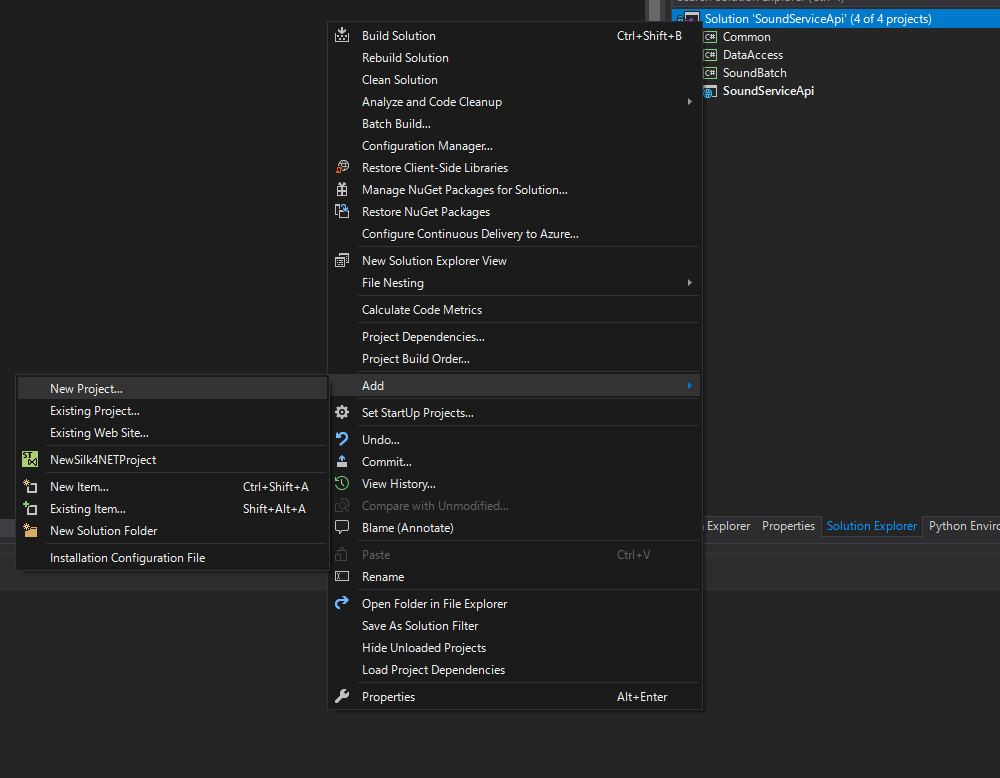 Solution 'SoundServiceApi' (4 of 4 projects)
Common
DataAccess
SoundBatch
SoundServiceApi
Build Solution Ctrl+Shift+B
Rebuild Solution
Clean Solution
Analyze and Code Cleanup
Batch Build...
Configuration Manager...
Restore Client-Side Libraries
Manage NuGet Packages for Solution...
Restore NuGet Packages
Configure Continuous Delivery to Azure...
New Solution Explorer View
File Nesting
Calculate Code Metrics
Project Dependencies...
Project Build Order...
Add
Set StartUp Projects...
Undo...
Commit...
View History...
Compare with Unmodified...
Blame (Annotate)
Paste Ctrl+V
Rename
Open Folder in File Explorer
Save As Solution Filter
Hide Unloaded Projects
Load Project Dependencies
Properties Alt+Enter
New Project...
Existing Project...
Existing Web Site...
NewSilk4NETProject
New Item... Ctrl+Shift+A
Existing Item... Shift+Alt+A
New Solution Folder
Installation Configuration File
Explorer Properties Solution Explorer Python Enviro